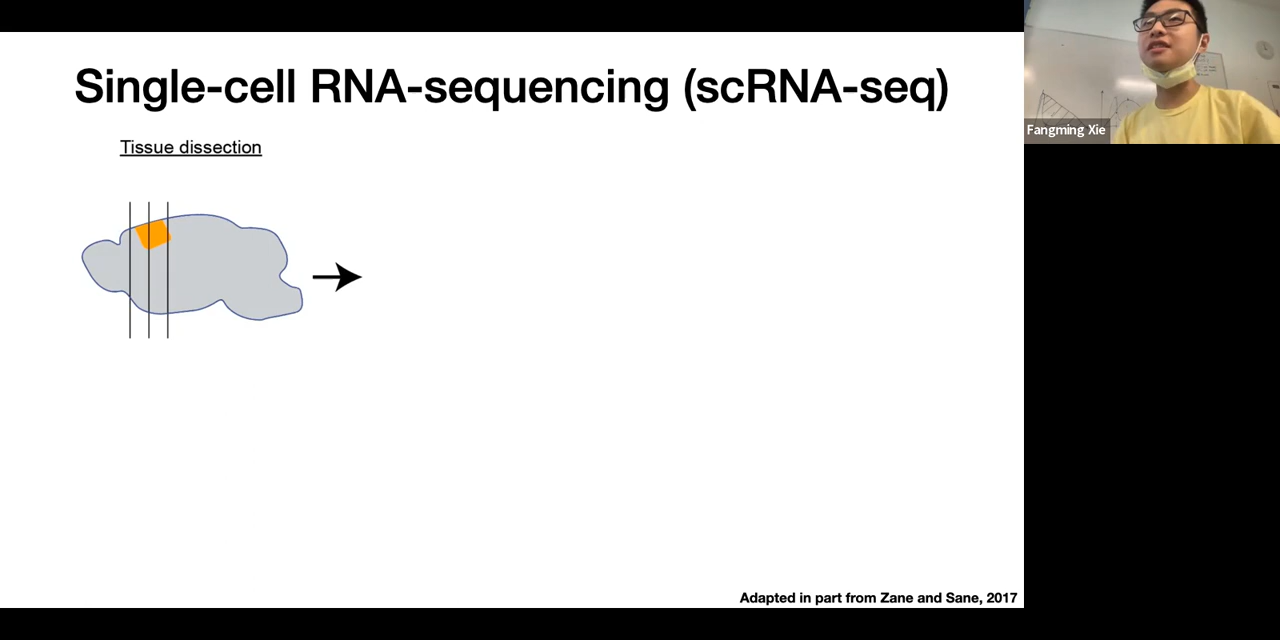 Single-cell RNA-sequencing (scRNA-seq)
Tissue dissection
Fangming Xie
Adapted in part from Zane and Sane, 2017